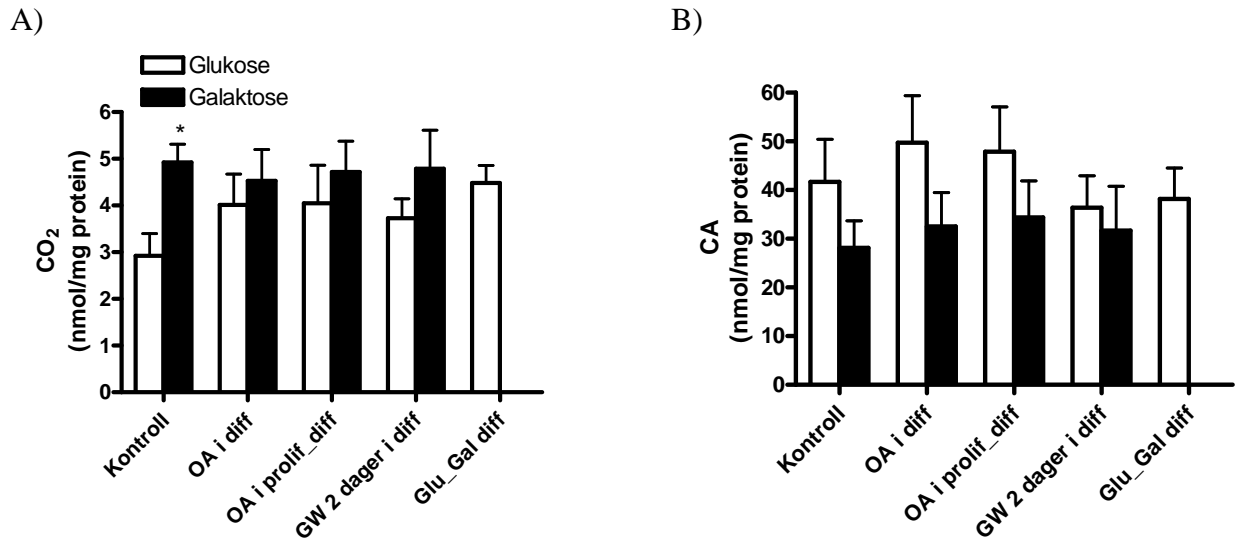 A)
Glukose
Galaktose
CO2
(nmol/mg protein)
6
5
4
3
2
1
0
*
Kontroll
OA i diff
OA i prolif_diff
GW 2 dager i diff
Glu_Gal diff
B)
CA
(nmol/mg protein)
60
50
40
30
20
10
0
Kontroll
OA i diff
OA i prolif_diff
GW 2 dager i diff
Glu_Gal diff